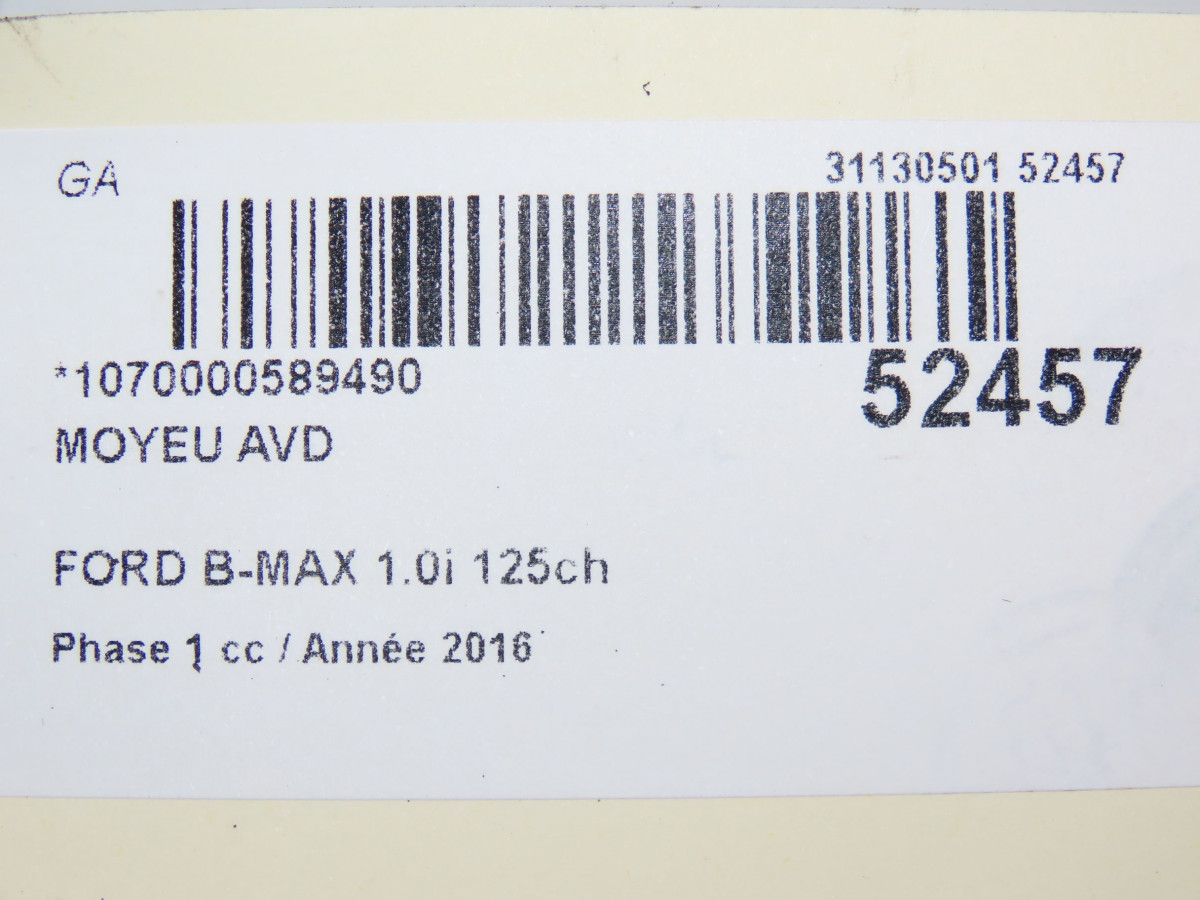 GA
31130501 52457
*1070000589490
52457
MOYEU AVD
FORD B-MAX 1.0i 125ch
Phase 1 cc / Année 2016